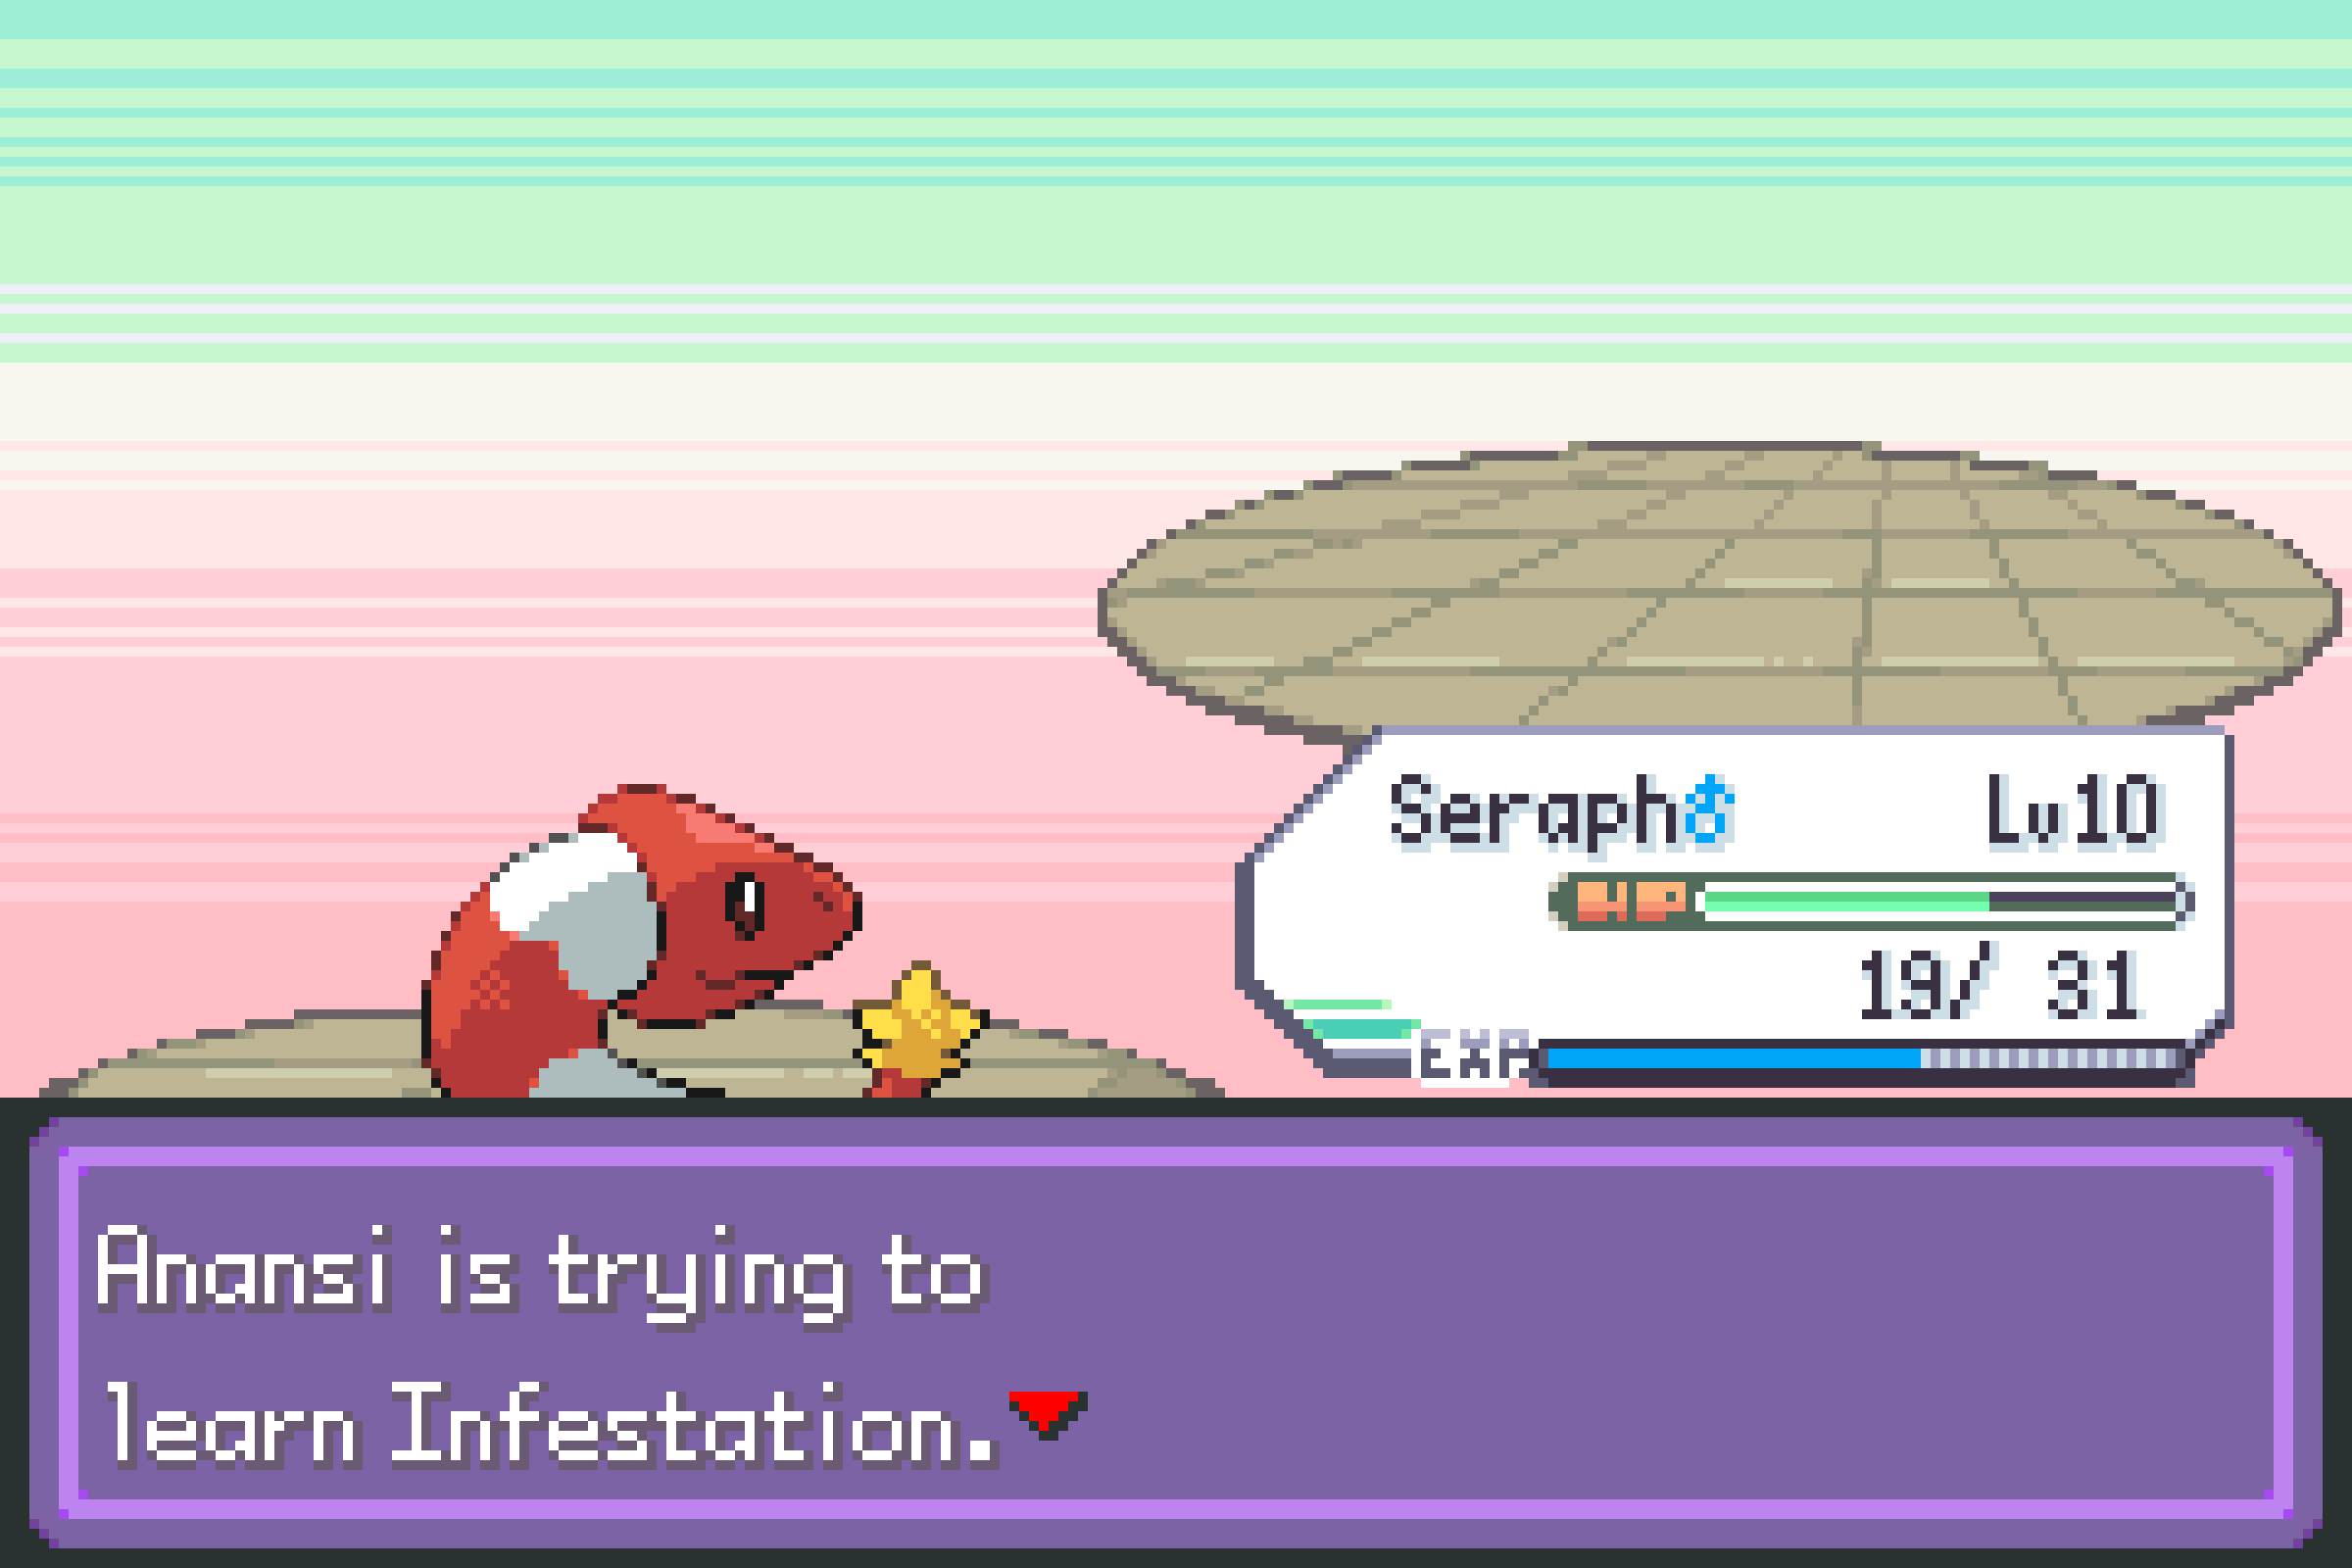 Seraph♂ Lv10
HP
19/ 31
EXP
Anansi is trying to
learn Infestation.